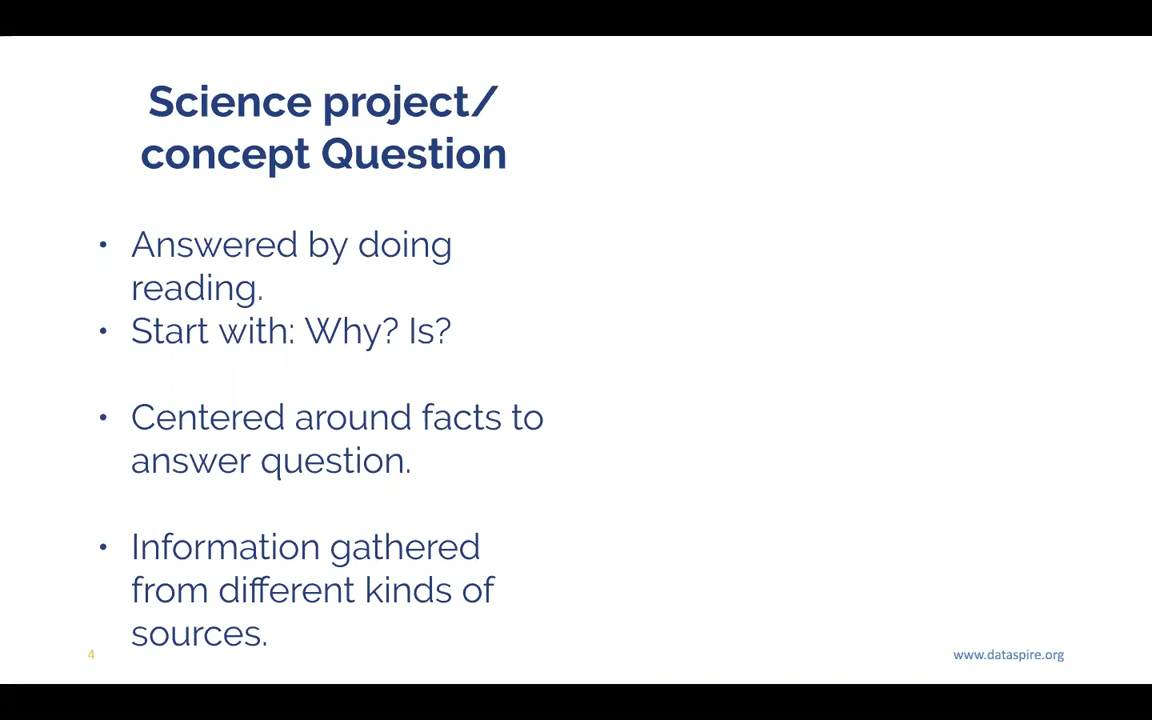 Science project/
concept Question
• Answered by doing
reading.
• Start with: Why? Is?
• Centered around facts to
answer question.
• Information gathered
from different kinds of
sources.
4
www.dataspire.org